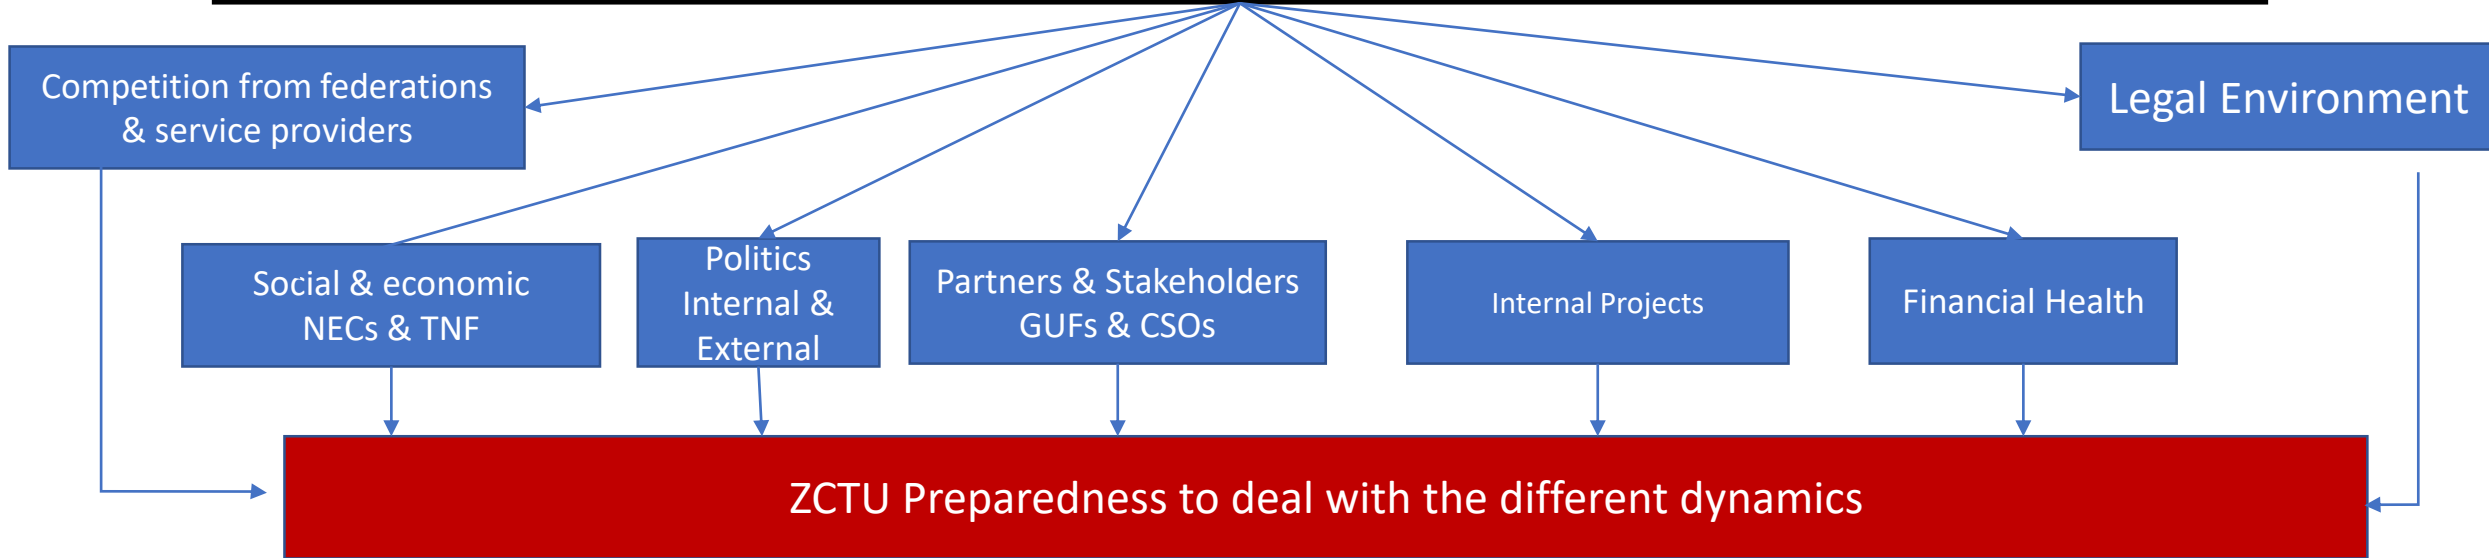 Competition from federations
& service providers
Legal Environment
Social & economic
NECs & TNF
Politics
Internal &
External
Partners & Stakeholders
GUFs & CSOs
Internal Projects
Financial Health
ZCTU Preparedness to deal with the different dynamics